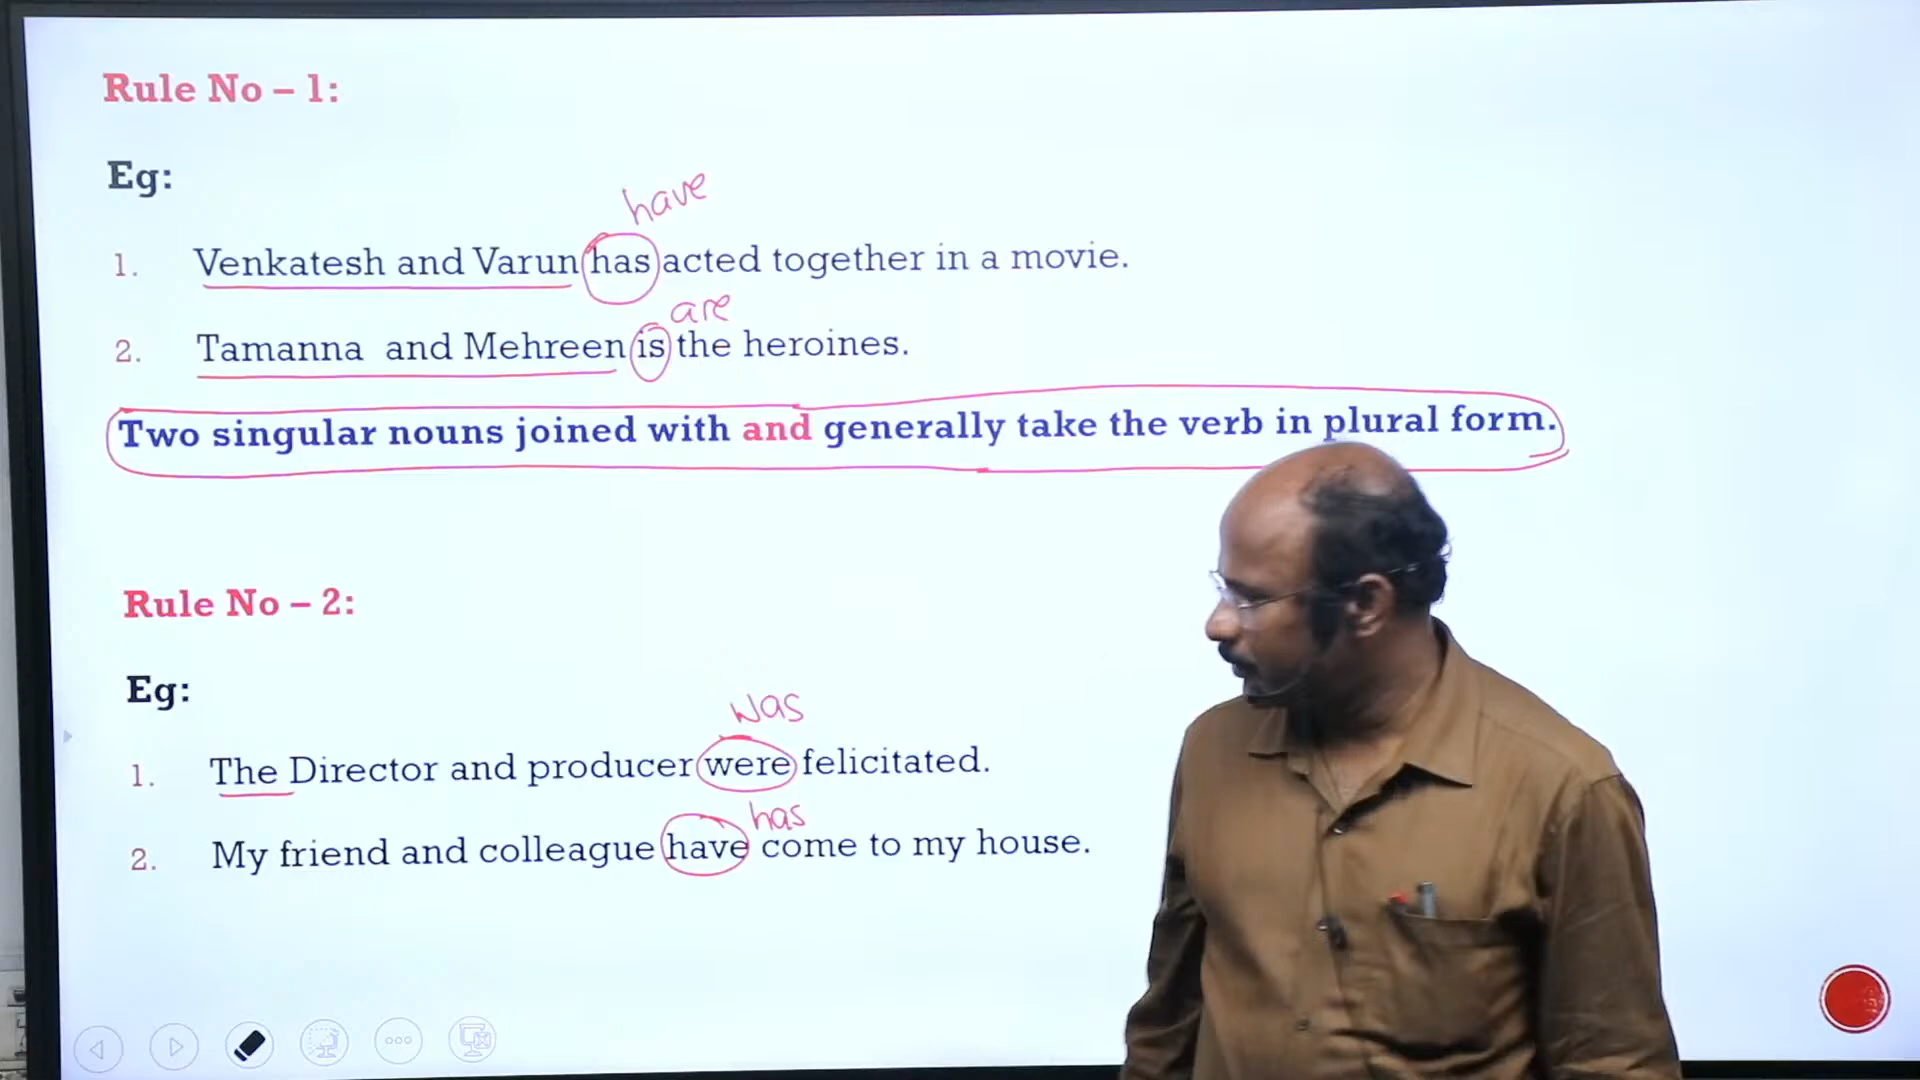 Rule No – 1:
Eg:
have
1. Venkatesh and Varun has acted together in a movie.
are
2. Tamanna and Mehreen is the heroines.
Two singular nouns joined with and generally take the verb in plural form.
Rule No – 2:
Eg:
was
1. The Director and producer were felicitated.
has
2. My friend and colleague have come to my house.